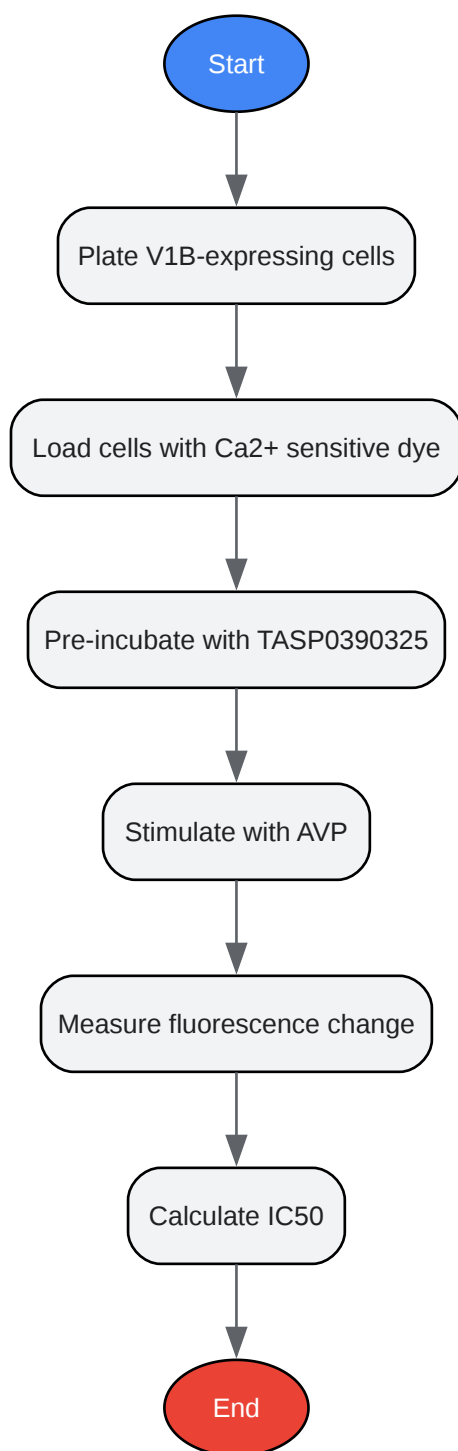 Start
Plate V1B-expressing cells
Load cells with Ca2+ sensitive dye
Pre-incubate with TASP0390325
Stimulate with AVP
Measure fluorescence change
Calculate IC50
End